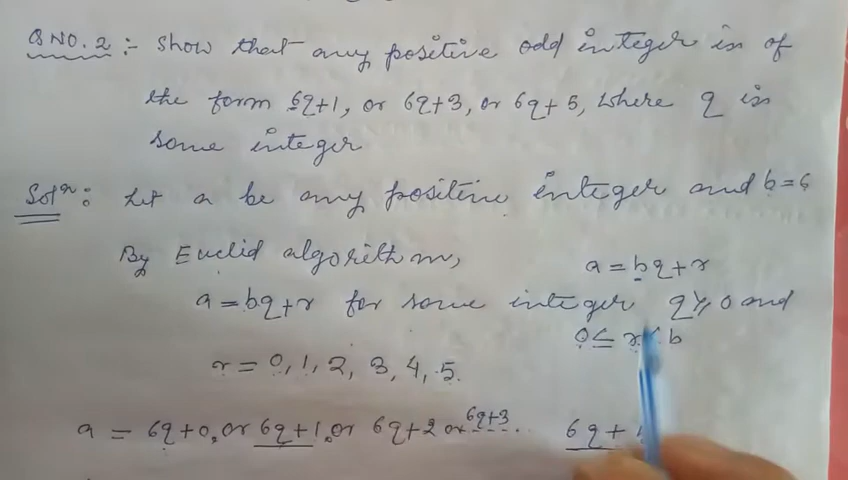 Q NO. 2 :- Show that any positive odd integer is of
the form 6q+1, or 6q+3, or 6q+5, where q is
some integer
Solⁿ: Let a be any positive integer and b=6
By Euclid algorithm,
a = bq+r
a = bq+r for some integer q ≥ 0 and
0 ≤ r < b
r = 0, 1, 2, 3, 4, 5.
a = 6q+0, or 6q+1, or 6q+2 or 6q+3... 6q+